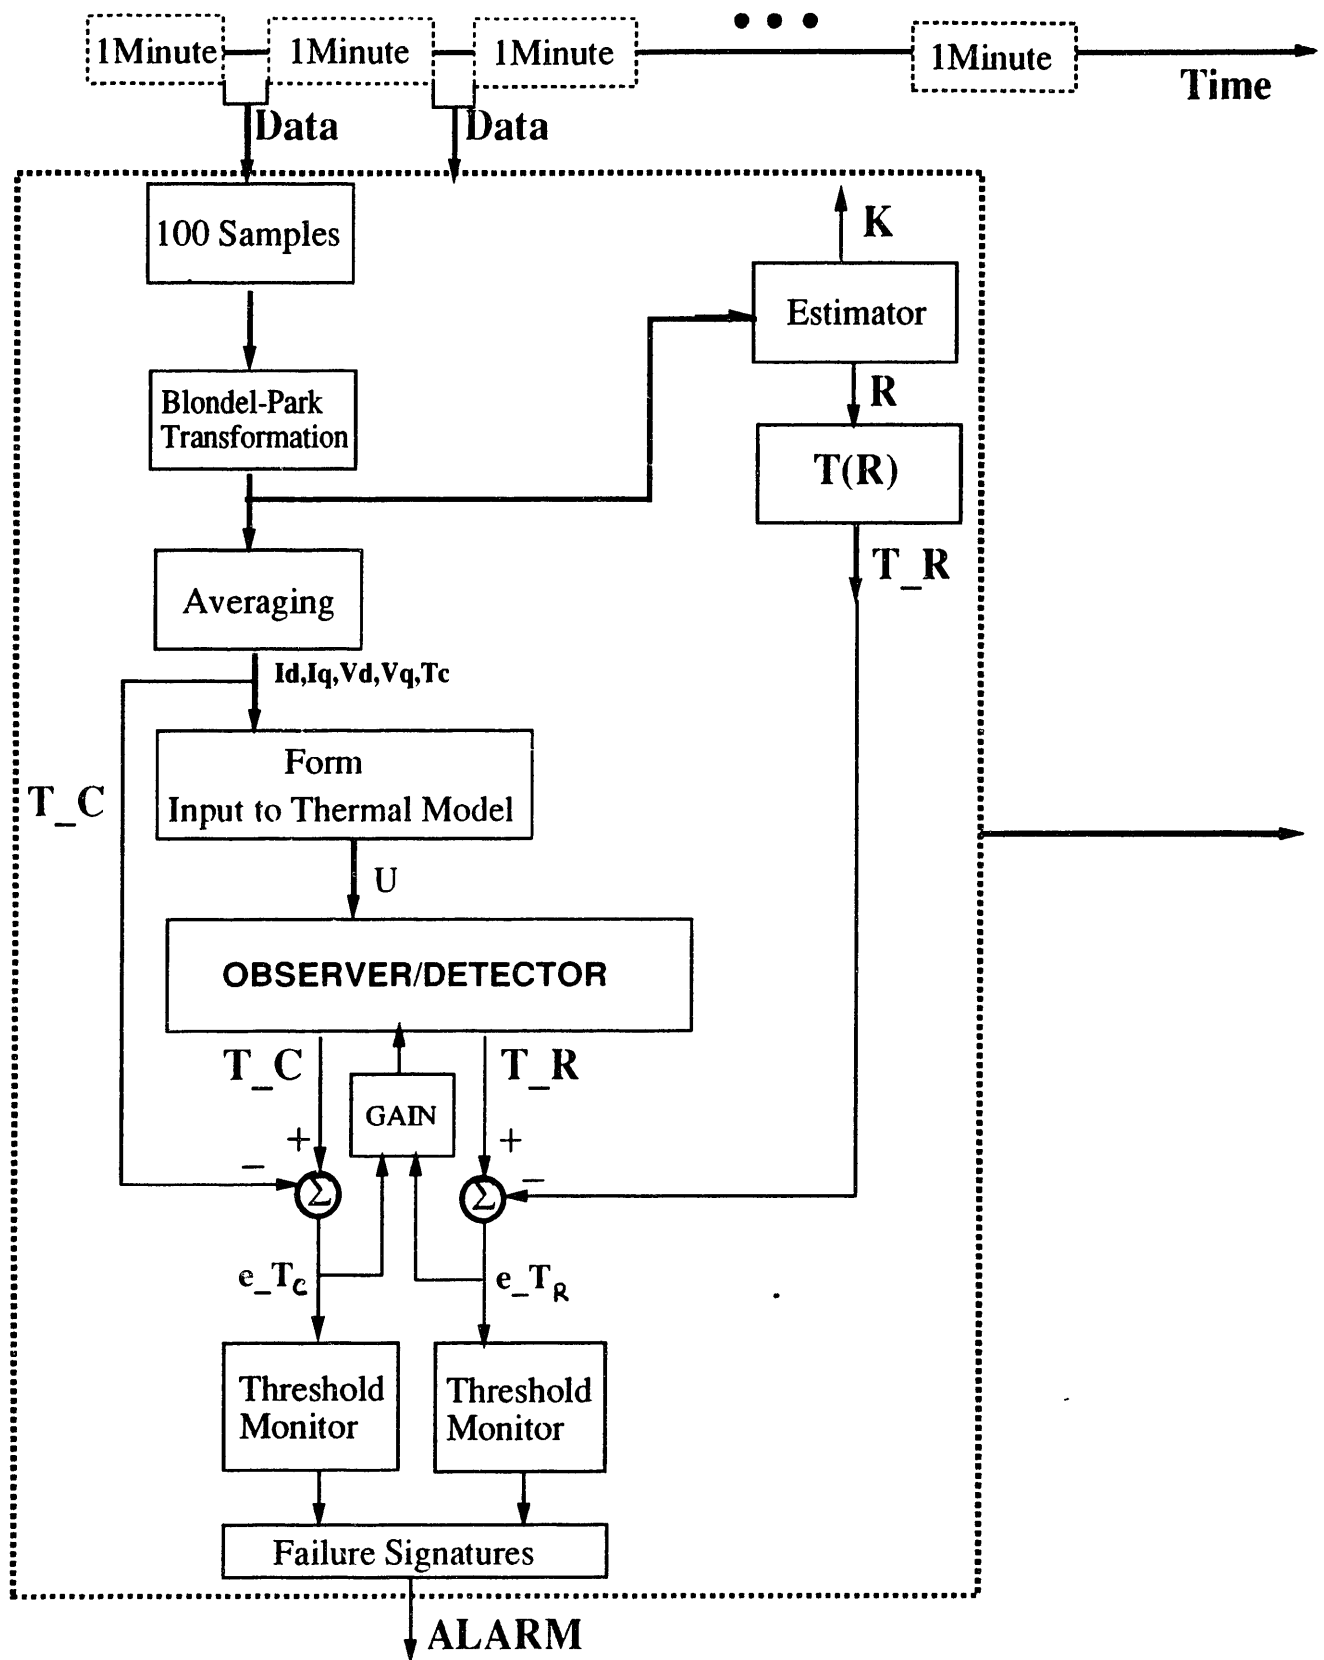 1Minute
1Minute
1Minute
1Minute
Time
Data
Data
100 Samples
K
Estimator
Blondel-Park
Transformation
R
T(R)
T_R
Averaging
Id,Iq,Vd,Vq,Tc
Form
Input to Thermal Model
T_C
U
OBSERVER/DETECTOR
T_C
T_R
GAIN
+
+
−
−
Σ
Σ
e_Tc
e_TR
Threshold
Monitor
Threshold
Monitor
Failure Signatures
ALARM